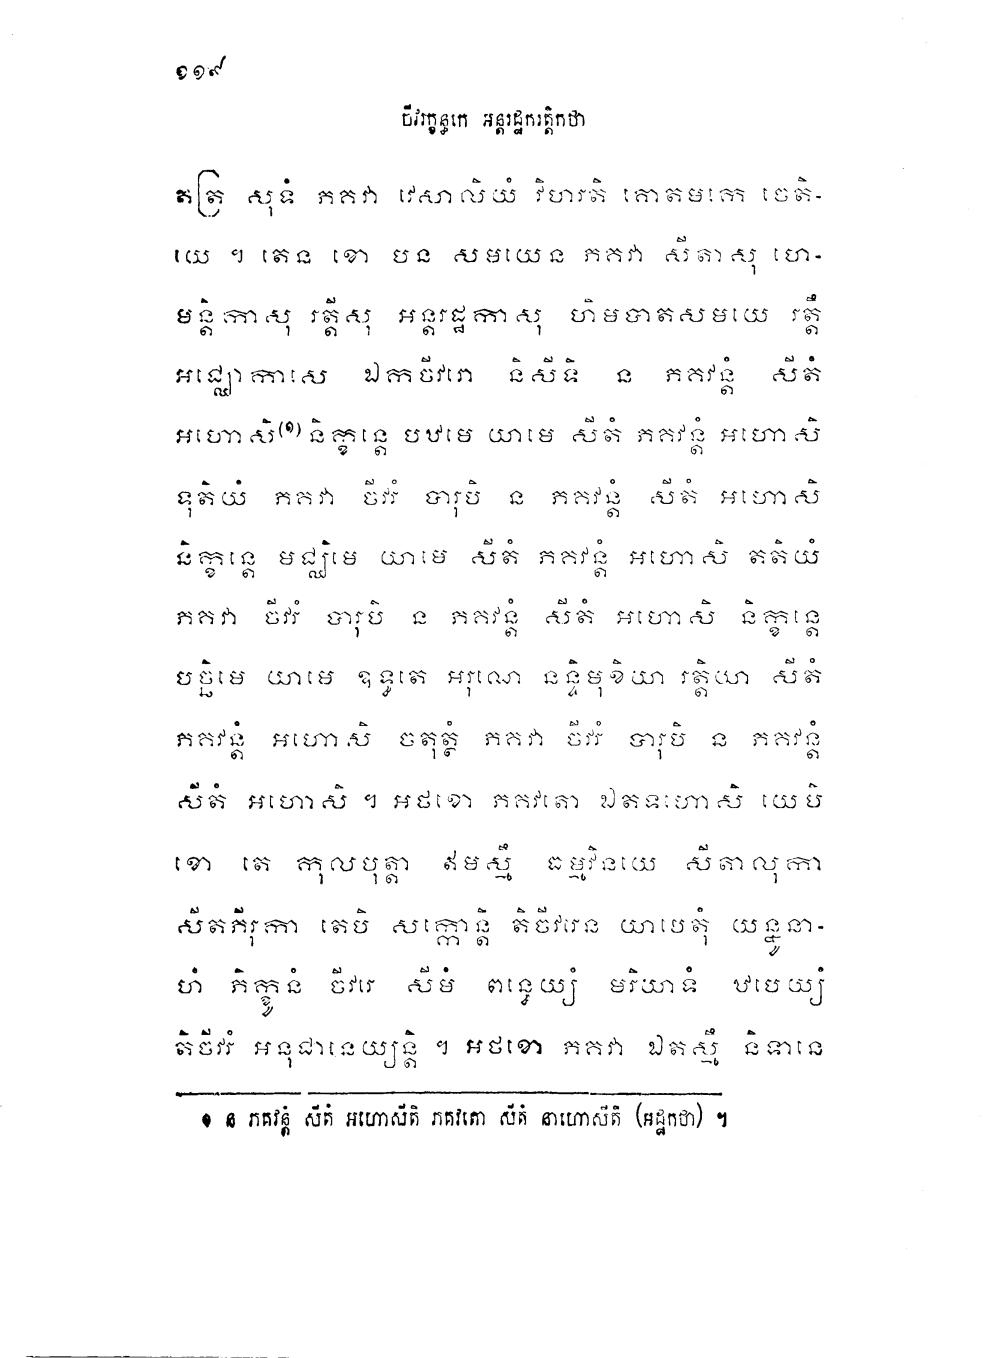 ១១៩
ចីវរក្ខន្ធកេ អន្តរដ្ឋករត្តិកថា
តត្រ សុទំ ភគវា វេសាលិយំ វិហរតិ គោតមកេ ចេតិ-
យេ ។ តេន ខោ បន សមយេន ភគវា សីតាសុ ហេ-
មន្តិកាសុ រត្តីសុ អន្តរដ្ឋកាសុ ហិមបាតសមយេ រត្តឹ
អជ្ឈោកាសេ ឯកចីវរោ និសីទិ ន ភគវន្តំ សីតំ
អហោសិ(១) និក្ខន្តេ បឋមេ យាមេ សីតំ ភគវន្តំ អហោសិ
ទុតិយំ ភគវា ចីវរំ បារុបិ ន ភគវន្តំ សីតំ អហោសិ
និក្ខន្តេ មជ្ឈិមេ យាមេ សីតំ ភគវន្តំ អហោសិ តតិយំ
ភគវា ចីវរំ បារុបិ ន ភគវន្តំ សីតំ អហោសិ និក្ខន្តេ
បច្ឆិមេ យាមេ ឧទ្ធតេ អរុណេ នន្ទិមុខិយា រត្តិយា សីតំ
ភគវន្តំ អហោសិ ចតុត្ថំ ភគវា ចីវរំ បារុបិ ន ភគវន្តំ
សីតំ អហោសិ ។ អថខោ ភគវតោ ឯតទហោសិ យេបិ
ខោ តេ កុលបុត្តា ឥមស្មឹ ធម្មវិនយេ សីតាលុកា
សីតភីរុកា តេបិ សក្កោន្តិ តិចីវរេន យាបេតុំ យន្នូនា-
ហំ ភិក្ខូនំ ចីវរេ សីមំ ពន្ធេយ្យំ មរិយាទំ ឋបេយ្យំ
តិចីវរំ អនុជានេយ្យន្តិ ។ អថខោ ភគវា ឯតស្មឹ និទានេ
១ ន ភគវន្តំ សីតំ អហោសីតិ ភគវតោ សីតំ នាហោសីតិ (អដ្ឋកថា) ។